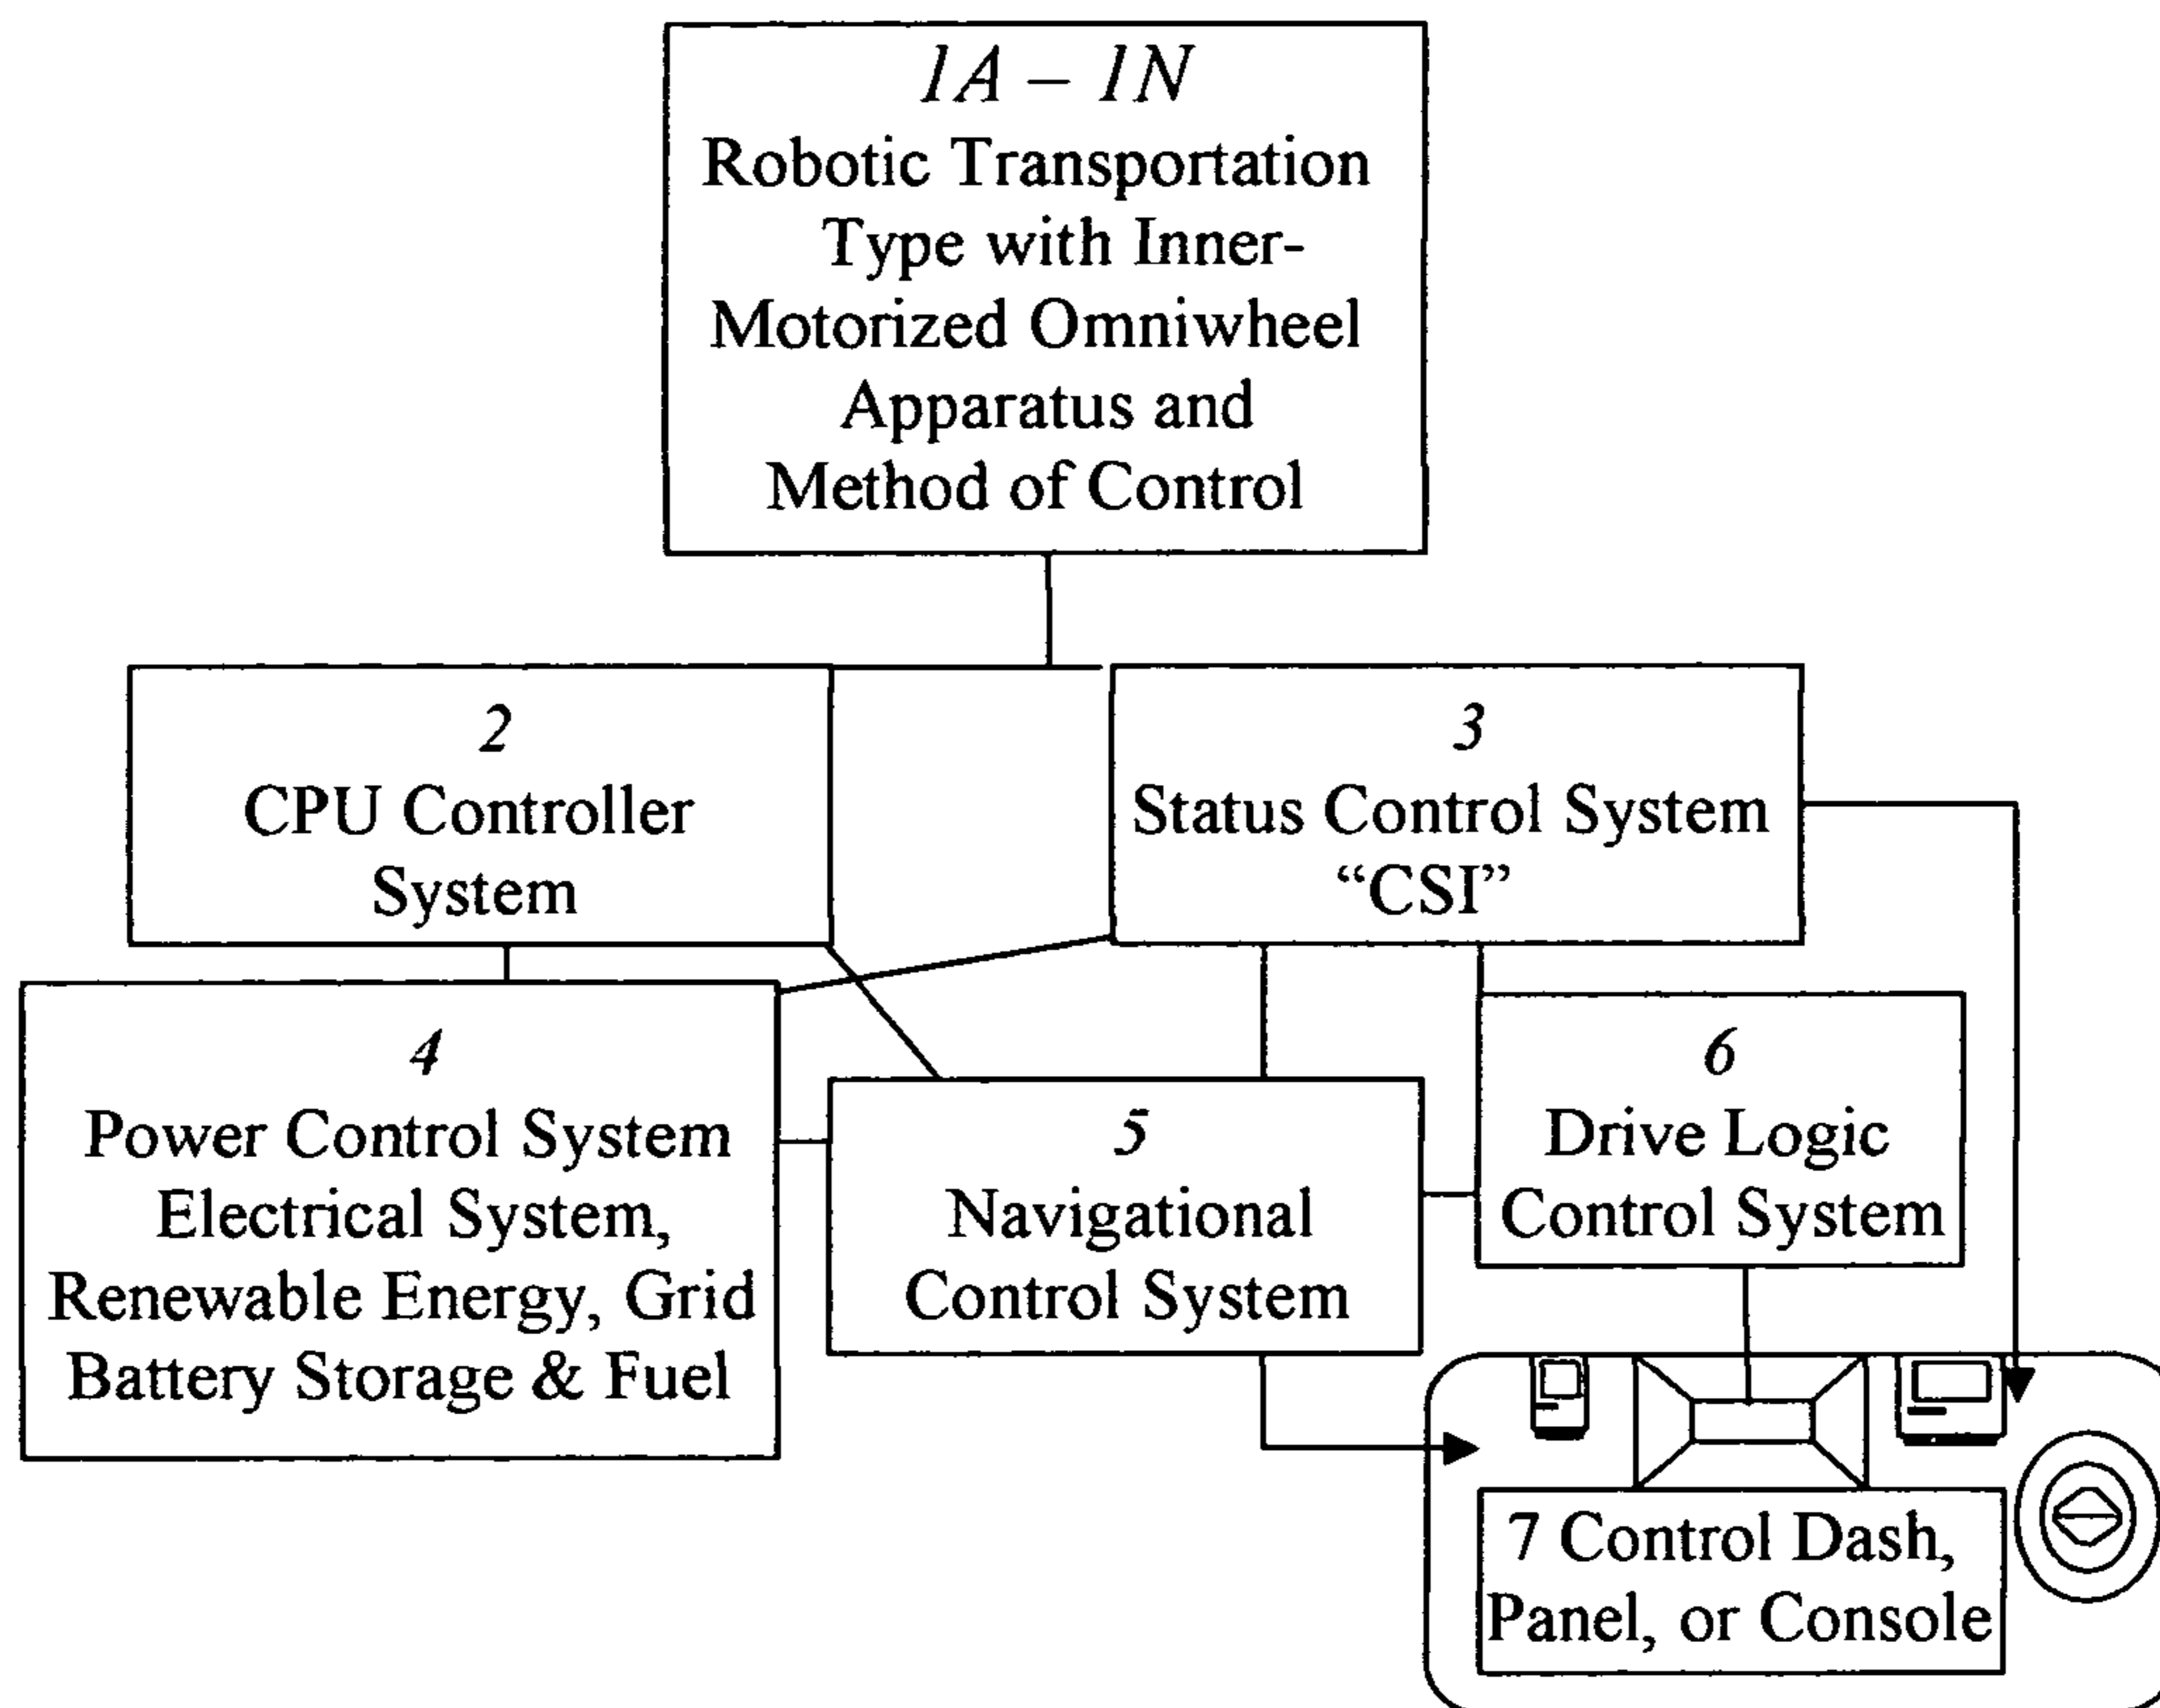 1A – 1N
Robotic Transportation
Type with Inner-
Motorized Omniwheel
Apparatus and
Method of Control
2
CPU Controller
System
3
Status Control System
“CSI”
4
Power Control System
Electrical System,
Renewable Energy, Grid
Battery Storage & Fuel
5
Navigational
Control System
6
Drive Logic
Control System
7 Control Dash,
Panel, or Console